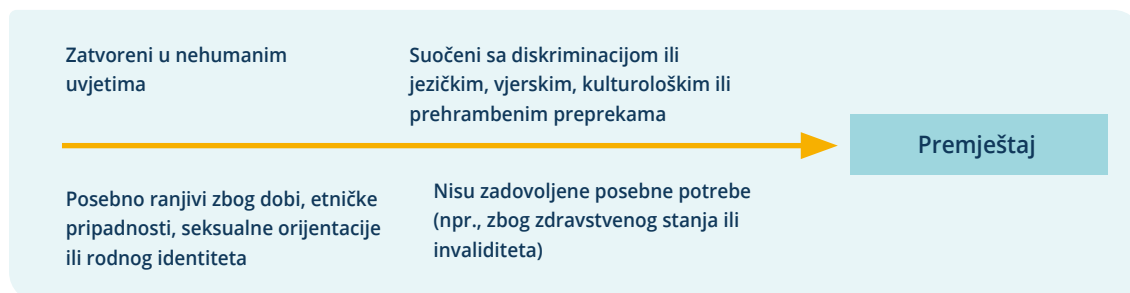 Zatvoreni u nehumanim
uvjetima
Suočeni sa diskriminacijom ili
jezičkim, vjerskim, kulturološkim ili
prehrambenim preprekama
Premještaj
Posebno ranjivi zbog dobi, etničke
pripadnosti, seksualne orijentacije
ili rodnog identiteta
Nisu zadovoljene posebne potrebe
(npr., zbog zdravstvenog stanja ili
invaliditeta)